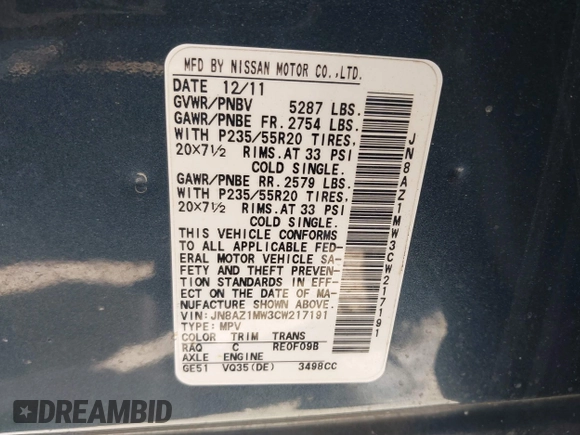 MFD BY NISSAN MOTOR CO.,LTD.
DATE 12/11
GVWR/PNBV 5287 LBS.
GAWR/PNBE FR. 2754 LBS.
WITH P235/55R20 TIRES,
20×7½ RIMS. AT 33 PSI
COLD SINGLE.
GAWR/PNBE RR. 2579 LBS.
WITH P235/55R20 TIRES,
20×7½ RIMS. AT 33 PSI
COLD SINGLE.
THIS VEHICLE CONFORMS
TO ALL APPLICABLE FED-
ERAL MOTOR VEHICLE SA-
FETY AND THEFT PREVEN-
TION STANDARDS IN EFF-
ECT ON THE DATE OF MA-
NUFACTURE SHOWN ABOVE.
VIN: JN8AZ1MW3CW217191
TYPE: MPV
COLOR TRIM TRANS
RAQ C RE0F09B
AXLE ENGINE
GE51 VQ35(DE) 3498CC
JN8AZ1MW3CW217191
DREAMBID